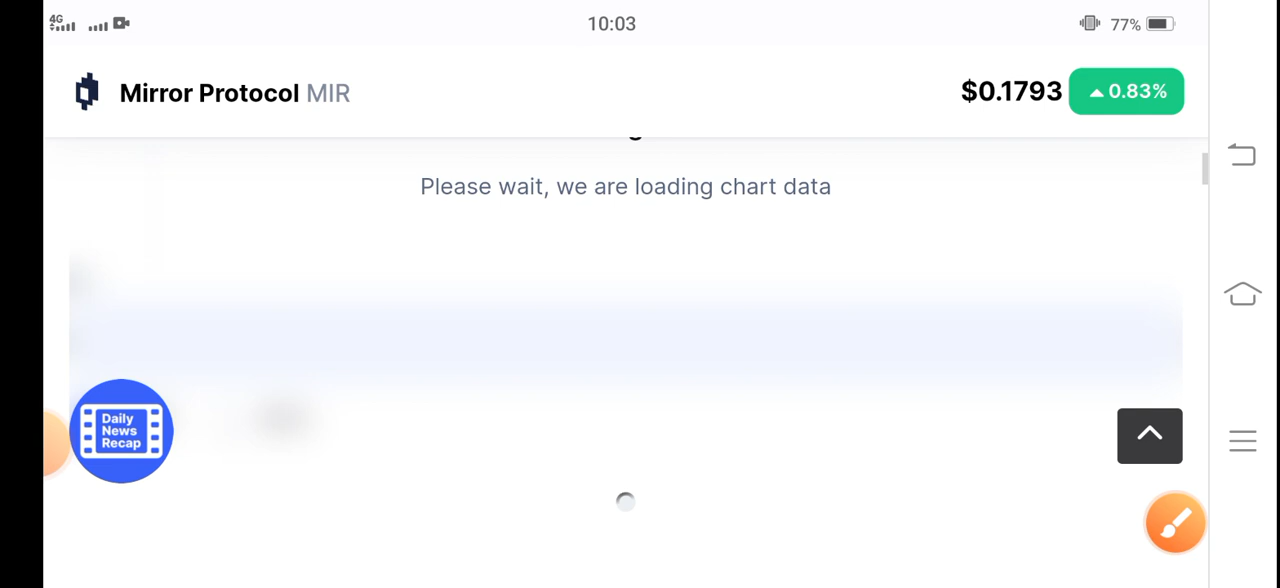 4G
10:03
77%
Mirror Protocol MIR
$0.1793
0.83%
Please wait, we are loading chart data
Daily
News
Recap